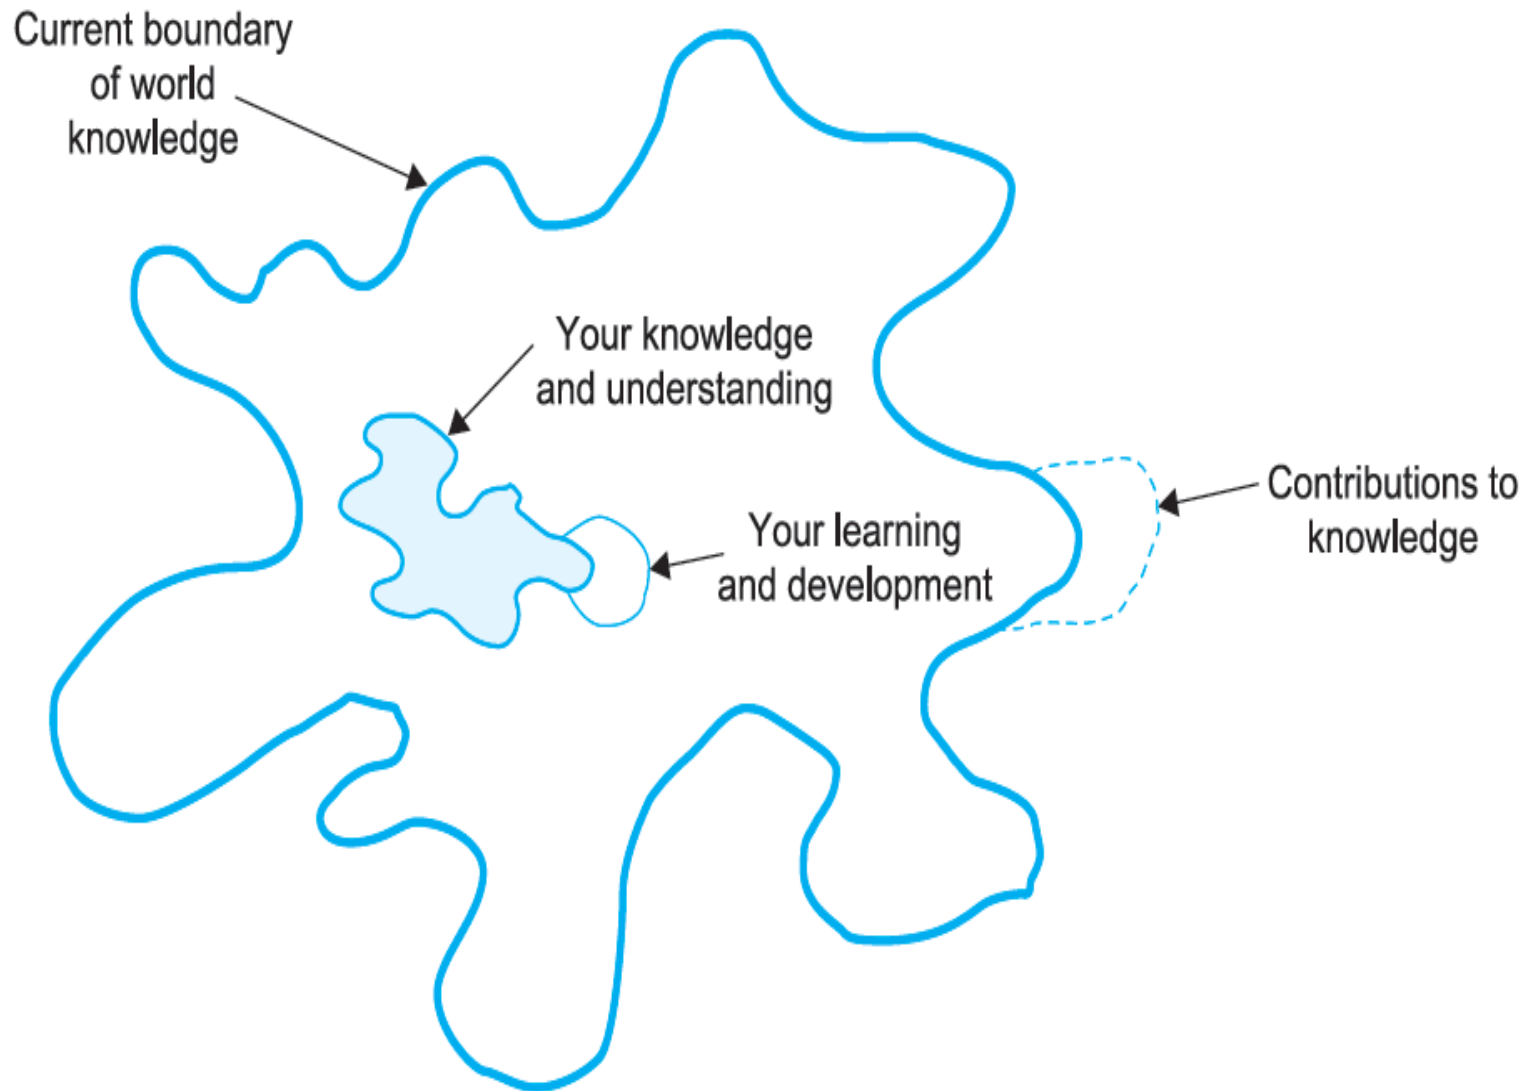 Current boundary
of world
knowledge
Your knowledge
and understanding
Your learning
and development
Contributions to
knowledge